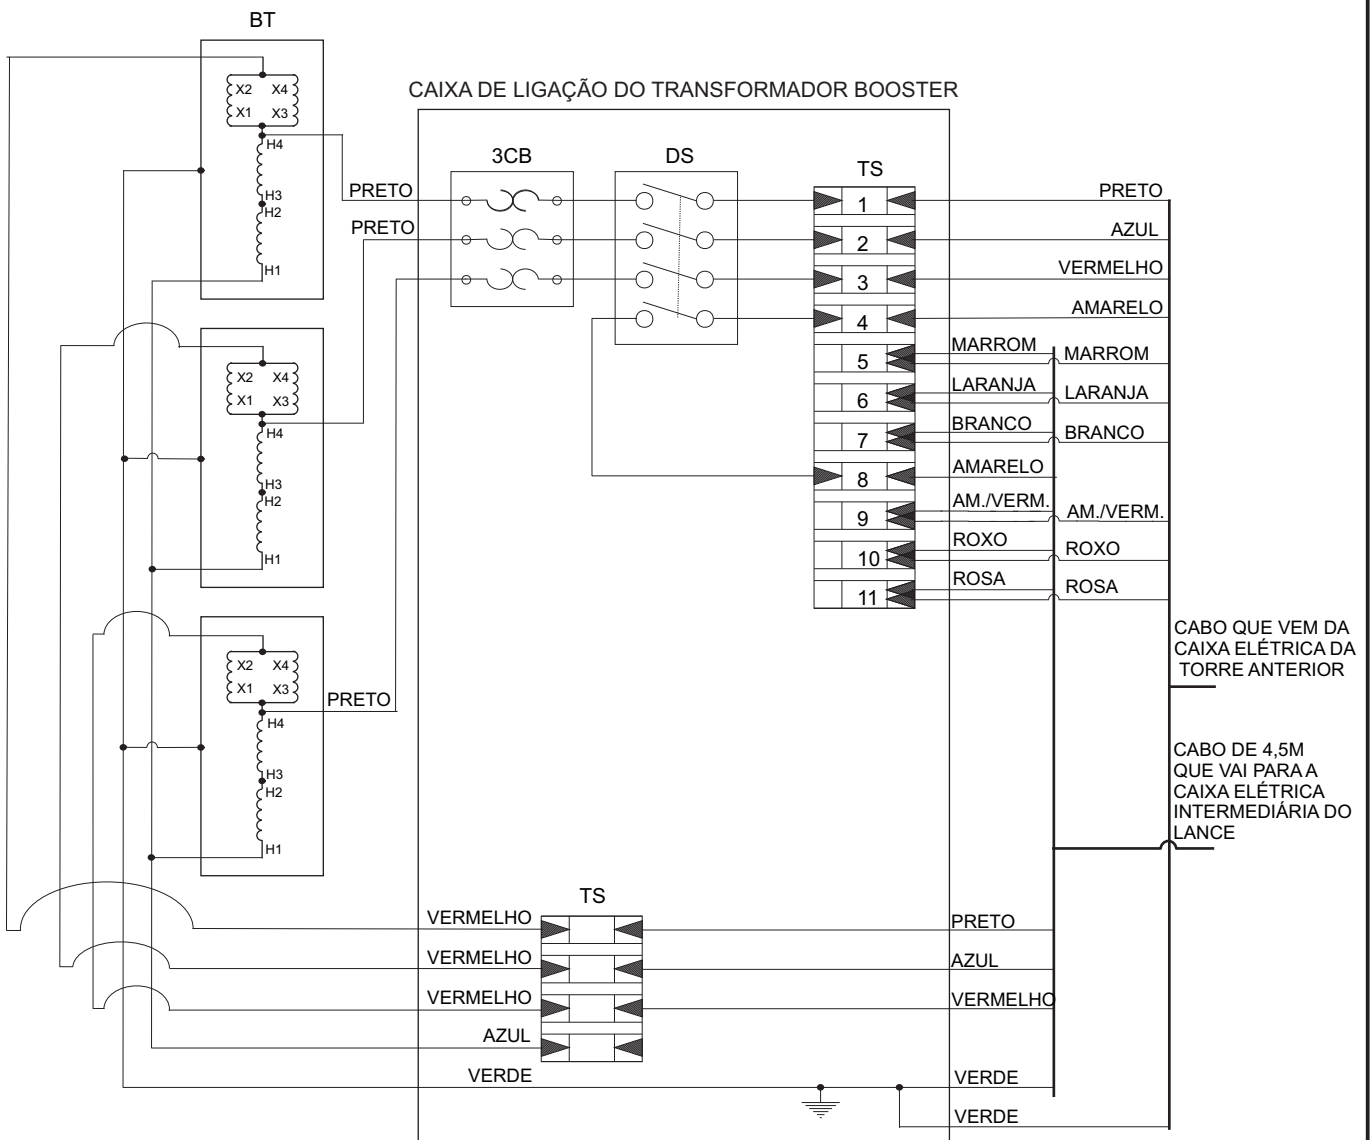 BT
CAIXA DE LIGAÇÃO DO TRANSFORMADOR BOOSTER
X2 X4
X1 X3
H4
H3
H2
H1
3CB
DS
TS
PRETO
PRETO
1
2
3
4
5
6
7
8
9
10
11
PRETO
AZUL
VERMELHO
AMARELO
MARROM
MARROM
LARANJA
LARANJA
BRANCO
BRANCO
AMARELO
AM./VERM.
AM./VERM.
ROXO
ROXO
ROSA
ROSA
X2 X4
X1 X3
H4
H3
H2
H1
X2 X4
X1 X3
H4
H3
H2
H1
PRETO
CABO QUE VEM DA
CAIXA ELÉTRICA DA
TORRE ANTERIOR
CABO DE 4,5M
QUE VAI PARA A
CAIXA ELÉTRICA
INTERMEDIÁRIA DO
LANCE
TS
VERMELHO
PRETO
VERMELHO
AZUL
VERMELHO
VERMELHO
AZUL
VERDE
VERDE
VERDE